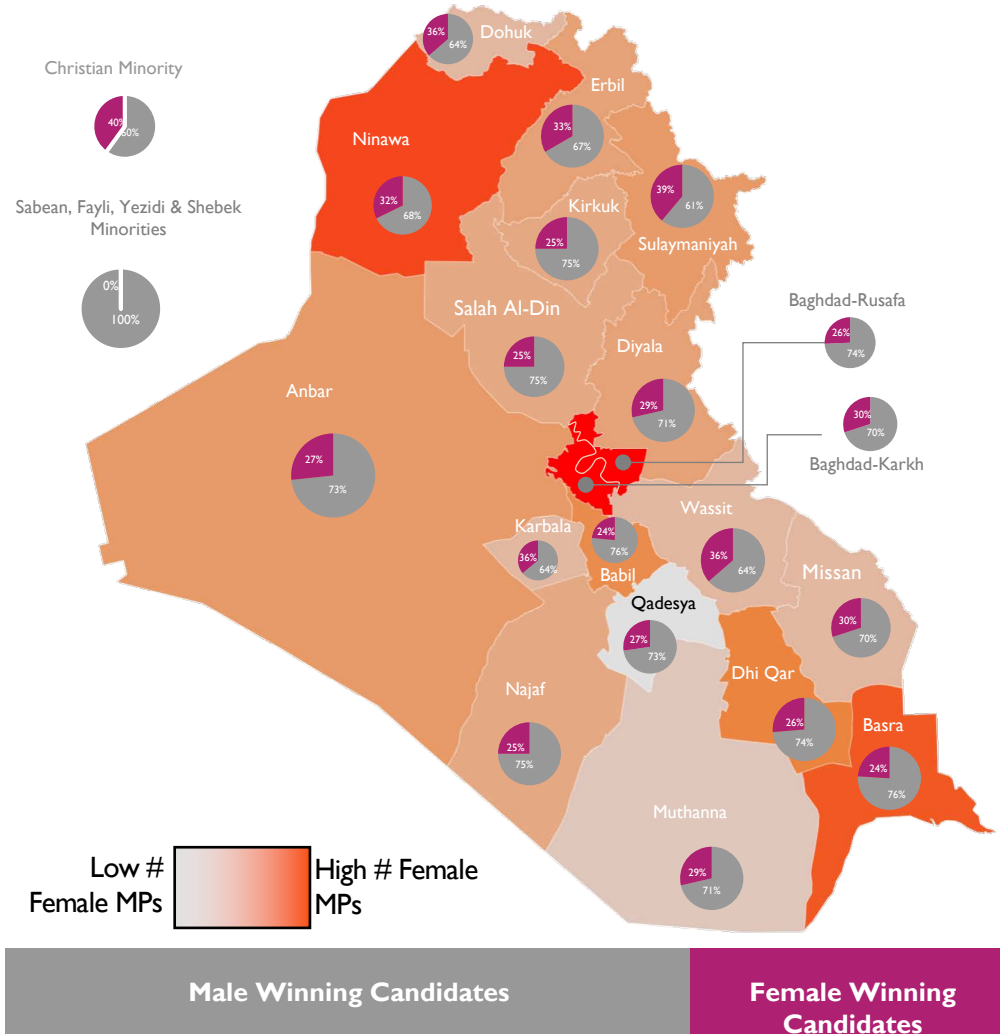 36%
64%
Dohuk
Christian Minority
40%
60%
Erbil
33%
67%
Ninawa
32%
68%
39%
61%
Sulaymaniyah
Kirkuk
25%
75%
Sabean, Fayli, Yezidi & Shebek
Minorities
0%
100%
Salah Al-Din
25%
75%
Diyala
29%
71%
Baghdad-Rusafa
26%
74%
30%
70%
Baghdad-Karkh
Anbar
27%
73%
Wassit
36%
64%
Karbala
36%
64%
24%
76%
Babil
Missan
30%
70%
Qadesya
27%
73%
Dhi Qar
26%
74%
Najaf
25%
75%
Basra
24%
76%
Muthanna
29%
71%
Low #
Female MPs
High # Female
MPs
Male Winning Candidates
Female Winning
Candidates